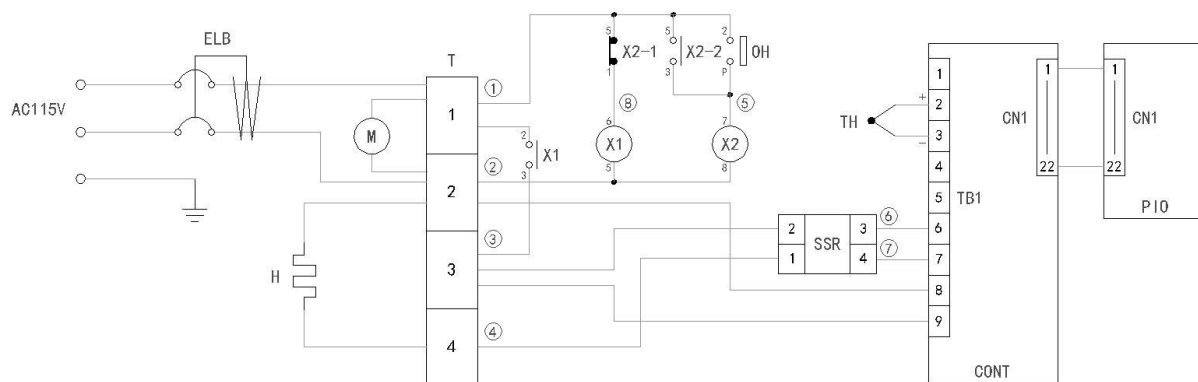 ELB
AC115V
T
M
H
1
2
3
4
①
②
③
④
2
X1
3
5
X2-1
1
⑧
6
X1
5
5
X2-2
3
2
OH
P
⑤
7
X2
8
2
1
SSR
3
4
⑥
⑦
TH
+
−
1
2
3
4
5
6
7
8
9
TB1
CONT
CN1
1
22
1
22
CN1
PIO